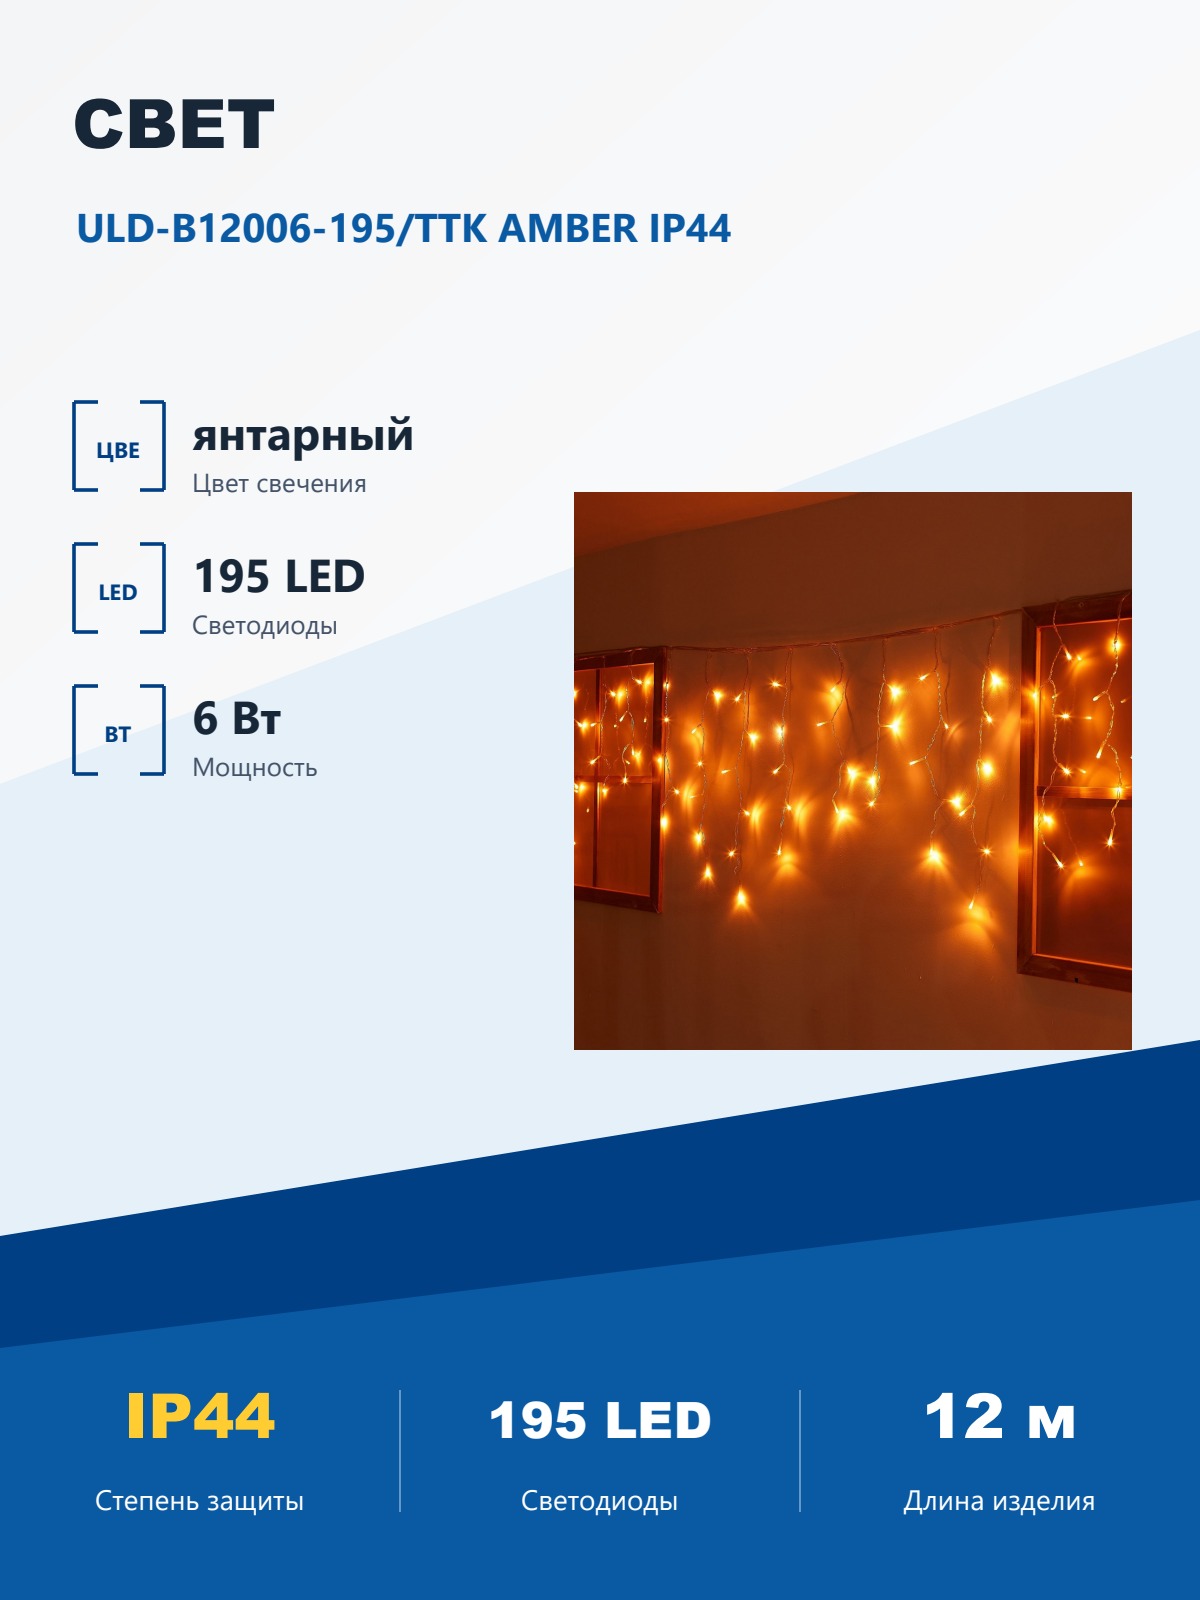 СВЕТ
ULD-B12006-195/TTK AMBER IP44
ЦВЕ
янтарный
Цвет свечения
LED
195 LED
Светодиоды
ВТ
6 Вт
Мощность
IP44
Степень защиты
195 LED
Светодиоды
12 м
Длина изделия